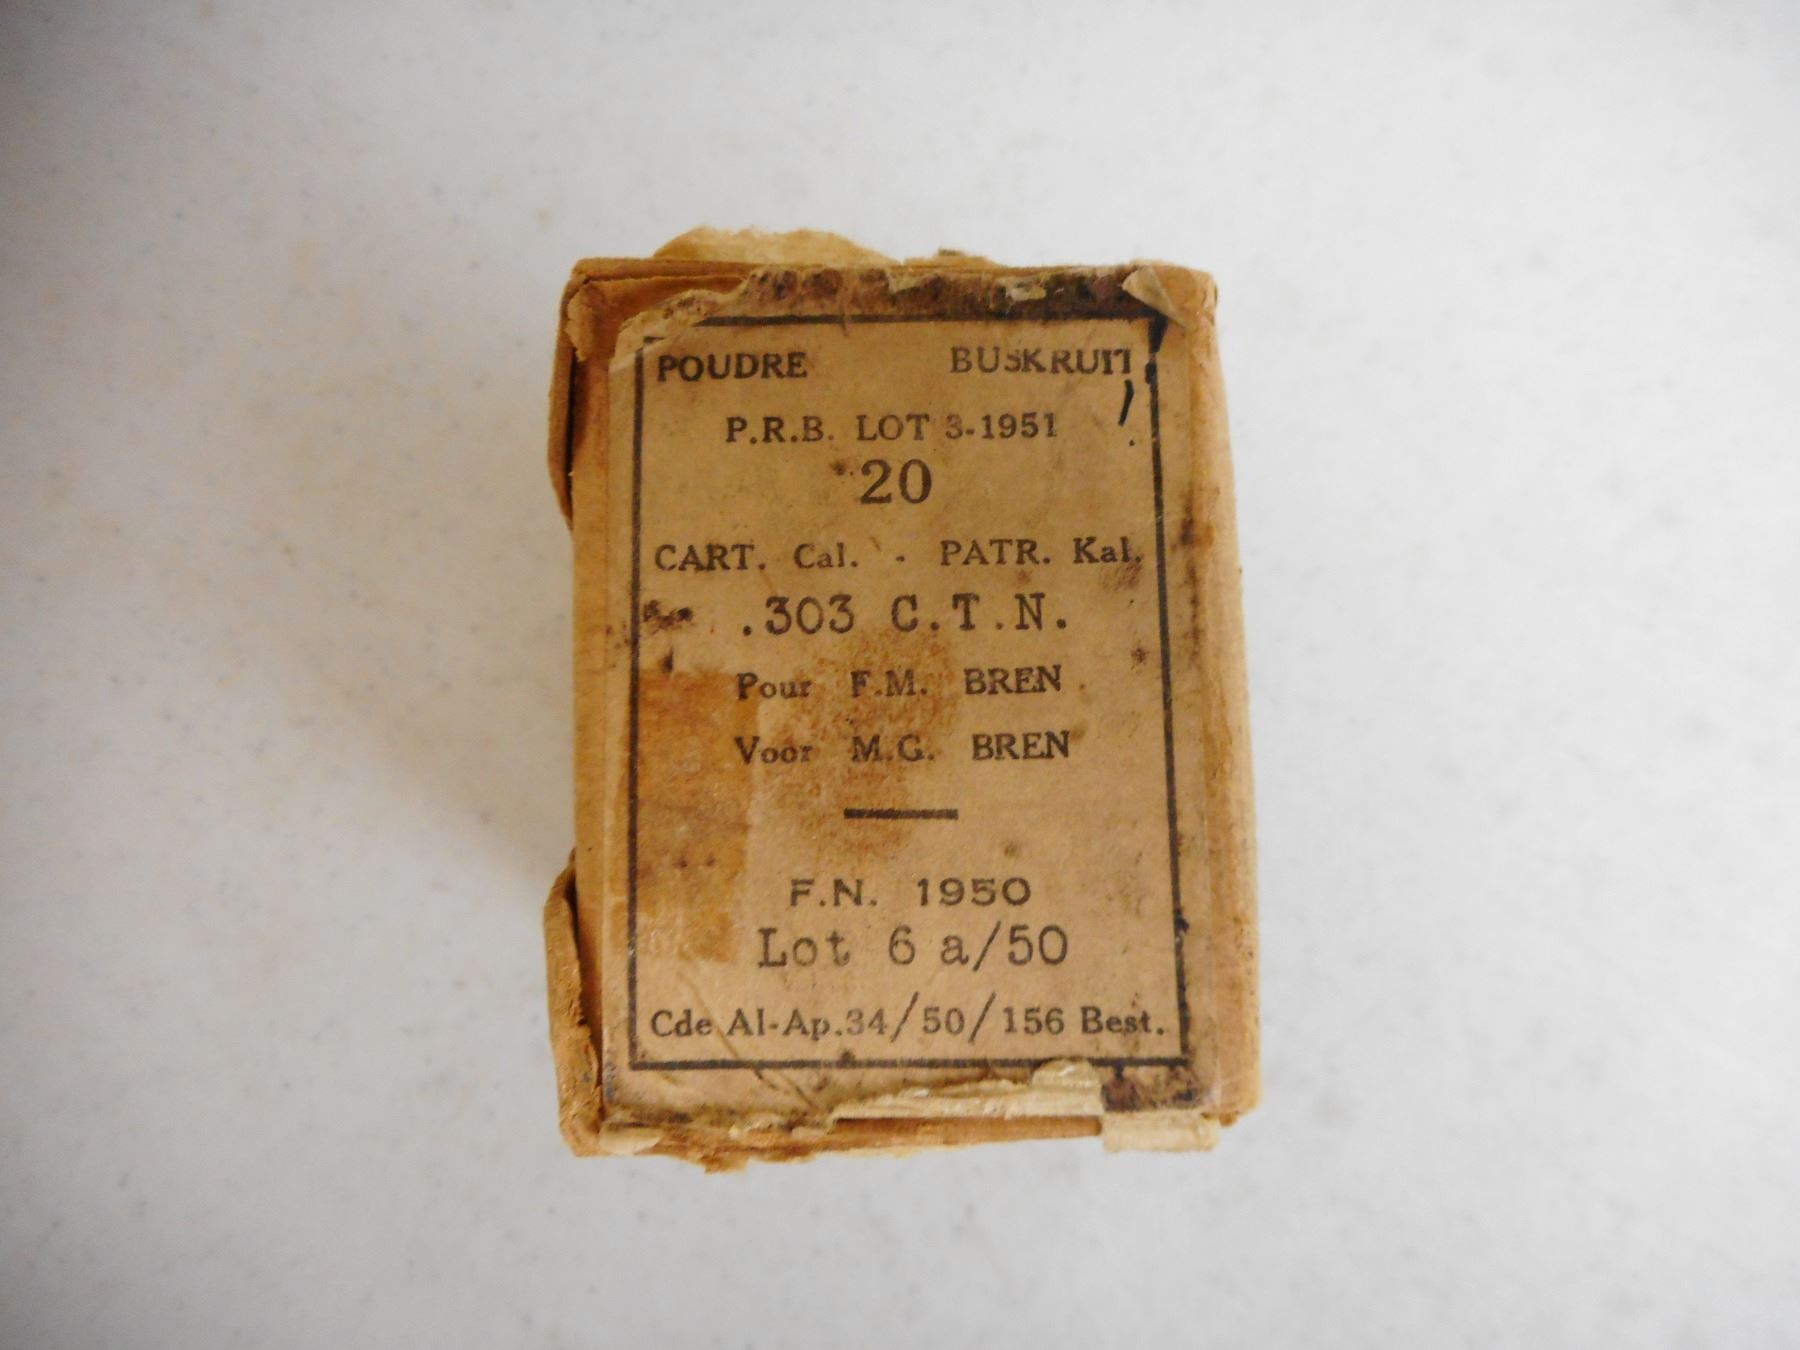 POUDRE BUSKRUIT
P.R.B. LOT 3-1951
20
CART. Cal. - PATR. Kal.
.303 C.T.N.
Pour F.M. BREN
Voor M.G. BREN
F.N. 1950
Lot 6 a/50
Cde Al-Ap.34/50/156 Best.